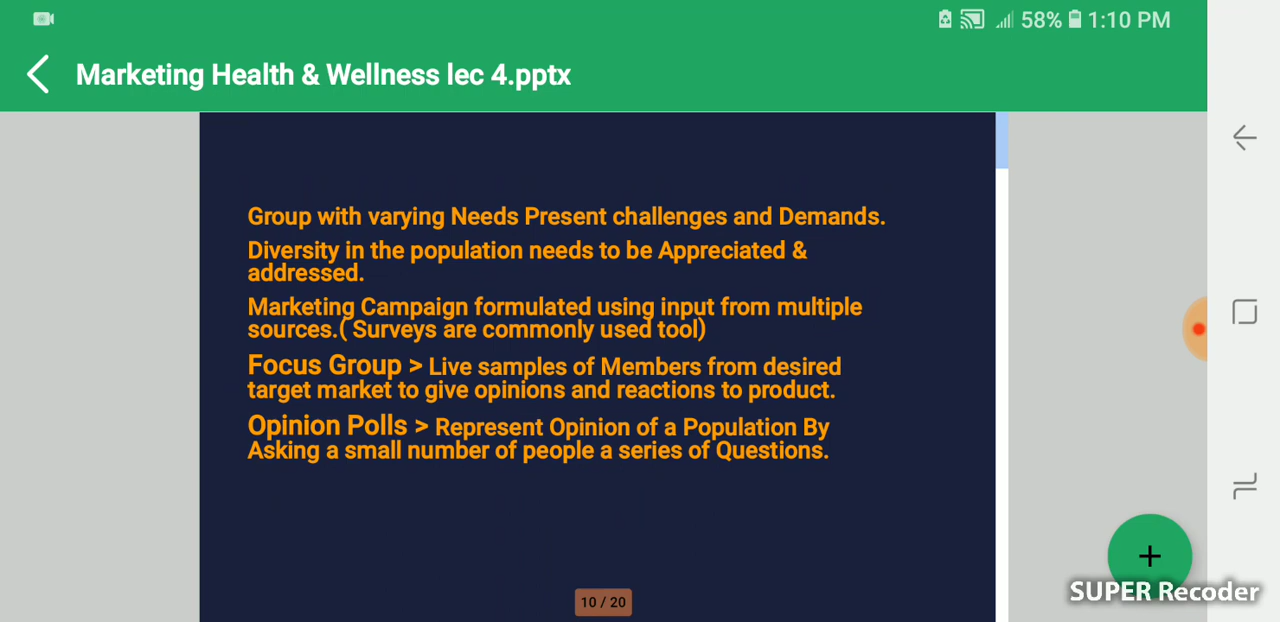 58% 1:10 PM
Marketing Health & Wellness lec 4.pptx
Group with varying Needs Present challenges and Demands.
Diversity in the population needs to be Appreciated &
addressed.
Marketing Campaign formulated using input from multiple
sources.( Surveys are commonly used tool)
Focus Group > Live samples of Members from desired
target market to give opinions and reactions to product.
Opinion Polls > Represent Opinion of a Population By
Asking a small number of people a series of Questions.
10 / 20
SUPER Recoder